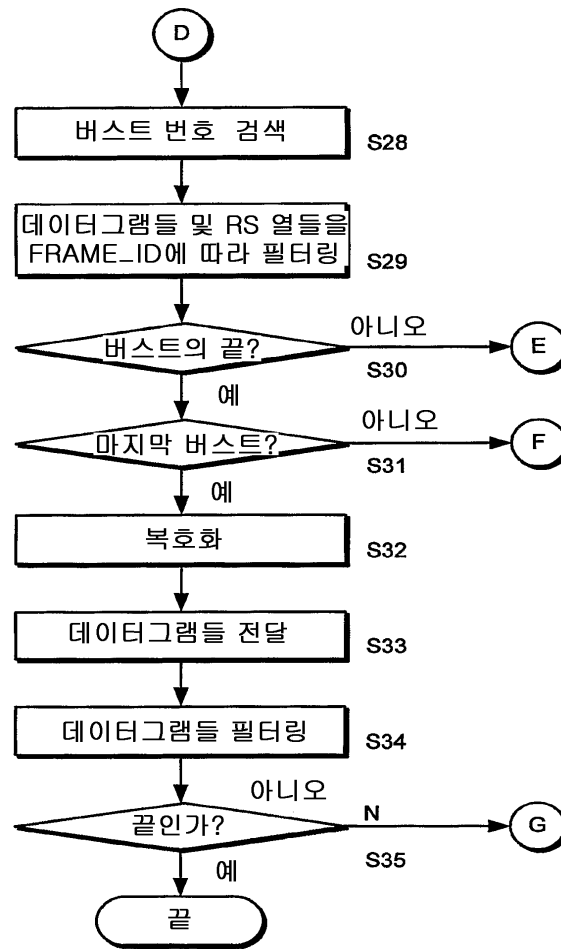 D
버스트 번호 검색
S28
데이터그램들 및 RS 열들을
FRAME_ID에 따라 필터링
S29
버스트의 끝?
아니오
E
S30
예
마지막 버스트?
아니오
F
S31
예
복호화
S32
데이터그램들 전달
S33
데이터그램들 필터링
S34
아니오
끝인가?
N
G
S35
예
끝